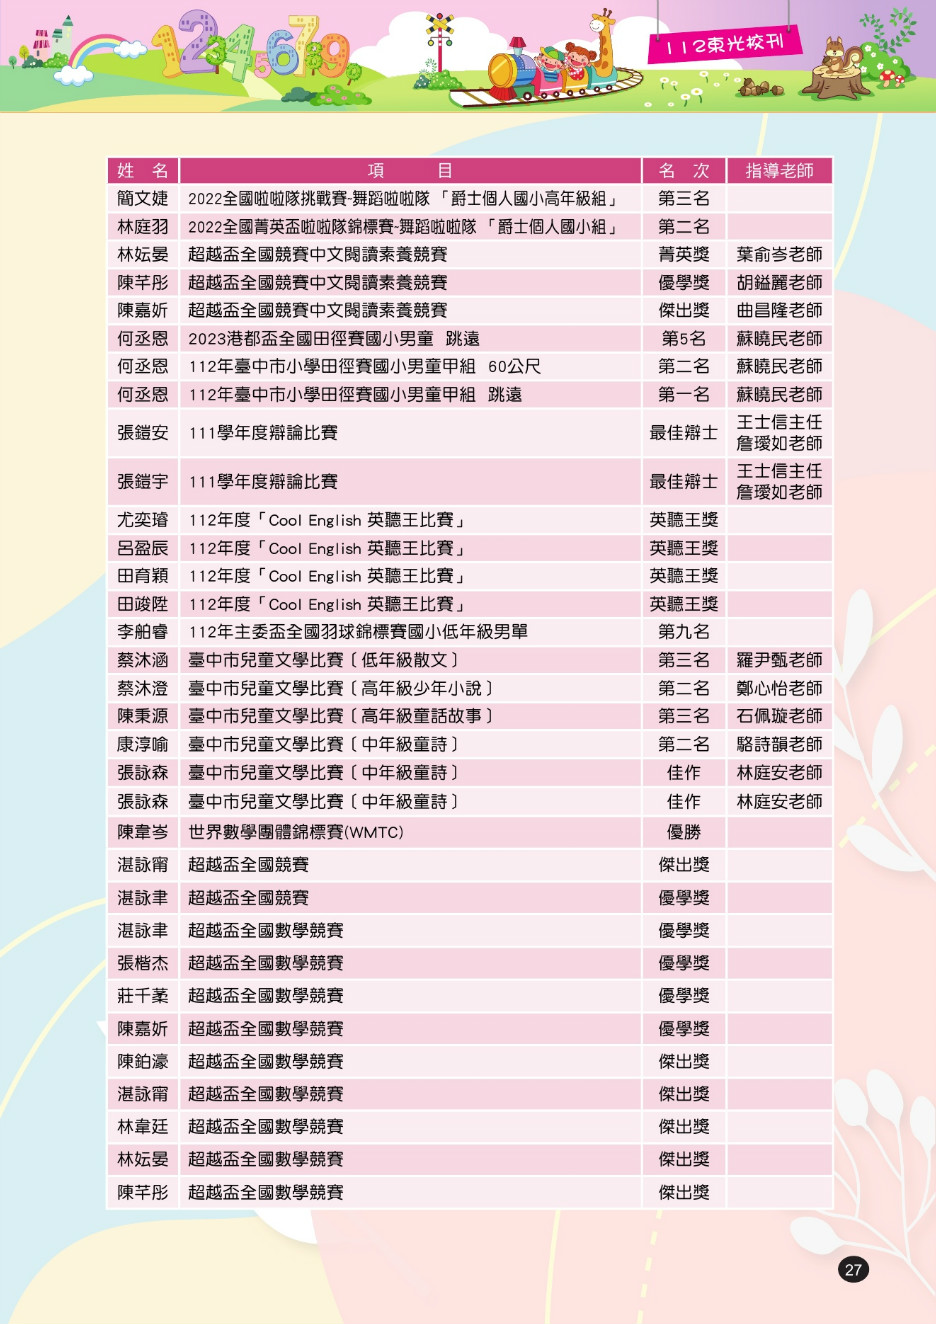 112東光校刊
姓 名 項 目 名 次 指導老師
簡文婕 2022全國啦啦隊挑戰賽-舞蹈啦啦隊 「爵士個人國小高年級組」 第三名
林庭羽 2022全國菁英盃啦啦隊錦標賽-舞蹈啦啦隊 「爵士個人國小組」 第二名
林妘晏 超越盃全國競賽中文閱讀素養競賽 菁英獎 葉俞岑老師
陳芊彤 超越盃全國競賽中文閱讀素養競賽 優學獎 胡鎰麗老師
陳嘉妡 超越盃全國競賽中文閱讀素養競賽 傑出獎 曲昌隆老師
何丞恩 2023港都盃全國田徑賽國小男童 跳遠 第5名 蘇曉民老師
何丞恩 112年臺中市小學田徑賽國小男童甲組 60公尺 第二名 蘇曉民老師
何丞恩 112年臺中市小學田徑賽國小男童甲組 跳遠 第一名 蘇曉民老師
張鎧安 111學年度辯論比賽 最佳辯士 王士信主任
詹璦如老師
張鎧宇 111學年度辯論比賽 最佳辯士 王士信主任
詹璦如老師
尤奕璿 112年度「Cool English 英聽王比賽」 英聽王獎
呂盈辰 112年度「Cool English 英聽王比賽」 英聽王獎
田育穎 112年度「Cool English 英聽王比賽」 英聽王獎
田竣陞 112年度「Cool English 英聽王比賽」 英聽王獎
李舶睿 112年主委盃全國羽球錦標賽國小低年級男單 第九名
蔡沐涵 臺中市兒童文學比賽〔低年級散文〕 第三名 羅尹甄老師
蔡沐澄 臺中市兒童文學比賽〔高年級少年小說〕 第二名 鄭心怡老師
陳秉源 臺中市兒童文學比賽〔高年級童話故事〕 第三名 石佩璇老師
康淳喻 臺中市兒童文學比賽〔中年級童詩〕 第二名 駱詩韻老師
張詠森 臺中市兒童文學比賽〔中年級童詩〕 佳作 林庭安老師
張詠森 臺中市兒童文學比賽〔中年級童詩〕 佳作 林庭安老師
陳韋岑 世界數學團體錦標賽(WMTC) 優勝
湛詠甯 超越盃全國競賽 傑出獎
湛詠聿 超越盃全國競賽 優學獎
湛詠聿 超越盃全國數學競賽 優學獎
張楷杰 超越盃全國數學競賽 優學獎
莊千 超越盃全國數學競賽 優學獎
陳嘉妡 超越盃全國數學競賽 優學獎
陳鉑濠 超越盃全國數學競賽 傑出獎
湛詠甯 超越盃全國數學競賽 傑出獎
林韋廷 超越盃全國數學競賽 傑出獎
林妘晏 超越盃全國數學競賽 傑出獎
陳芊彤 超越盃全國數學競賽 傑出獎
27